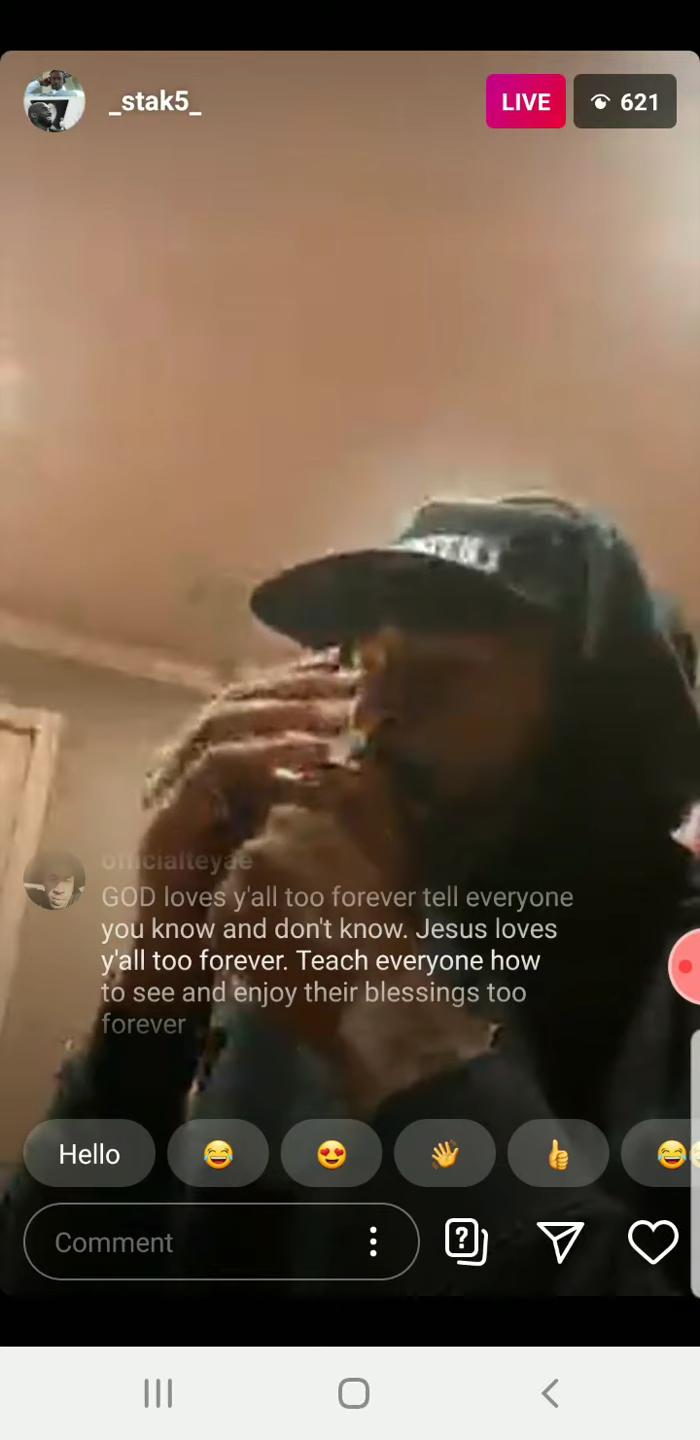 _stak5_
LIVE
621
officialteyae
GOD loves y'all too forever tell everyone
you know and don't know. Jesus loves
y'all too forever. Teach everyone how
to see and enjoy their blessings too
forever
Hello
Comment